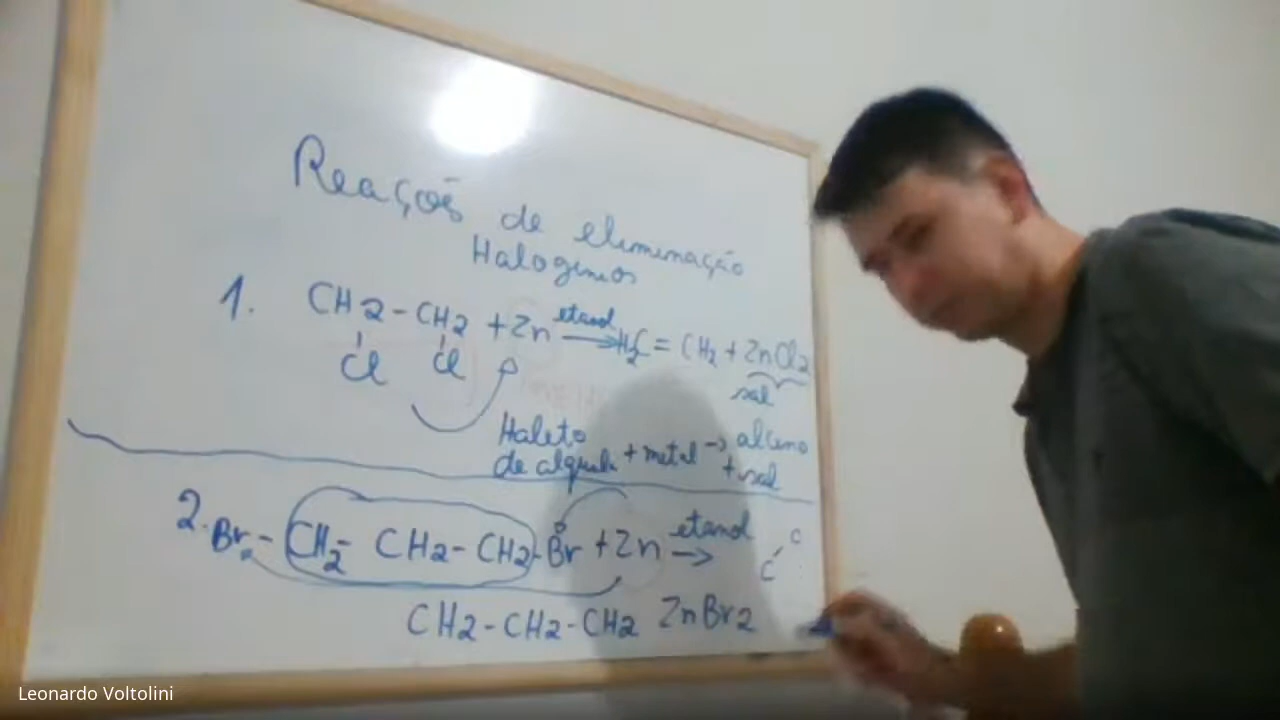 Reações de eliminação
Halogenios
1. CH2-CH2 + Zn etanol → H2C = CH2 + ZnCl2
Cl Cl
sal
Haleto de alquila + metal → alceno + sal
2. Br - CH2 - CH2 - CH2 - Br + Zn etanol →
C C
CH2-CH2-CH2 ZnBr2
Leonardo Voltolini